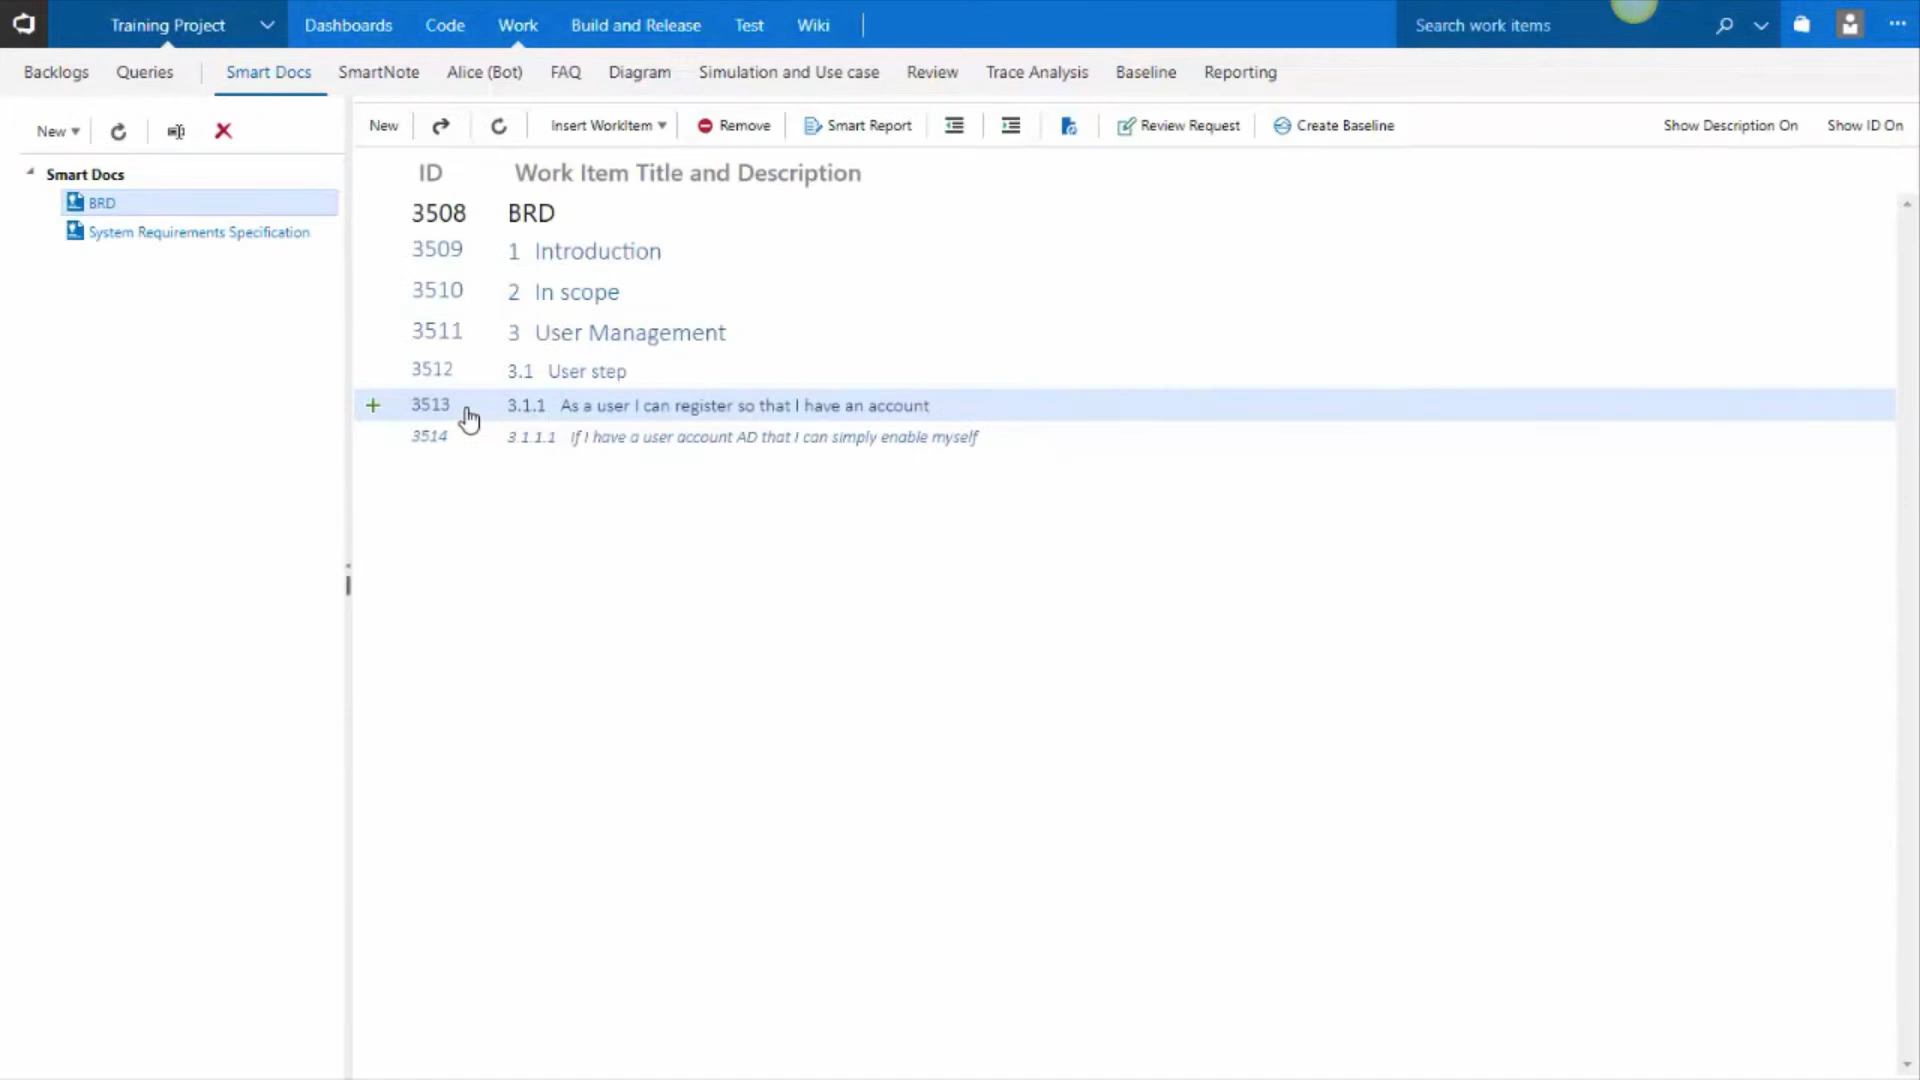 Training Project Dashboards Code Work Build and Release Test Wiki Search work items
Backlogs Queries Smart Docs SmartNote Alice (Bot) FAQ Diagram Simulation and Use case Review Trace Analysis Baseline Reporting
New New Insert WorkItem Remove Smart Report Review Request Create Baseline Show Description On Show ID On
Smart Docs
BRD
System Requirements Specification
ID Work Item Title and Description
3508 BRD
3509 1 Introduction
3510 2 In scope
3511 3 User Management
3512 3.1 User step
3513 3.1.1 As a user I can register so that I have an account
3514 3.1.1.1 If I have a user account AD that I can simply enable myself